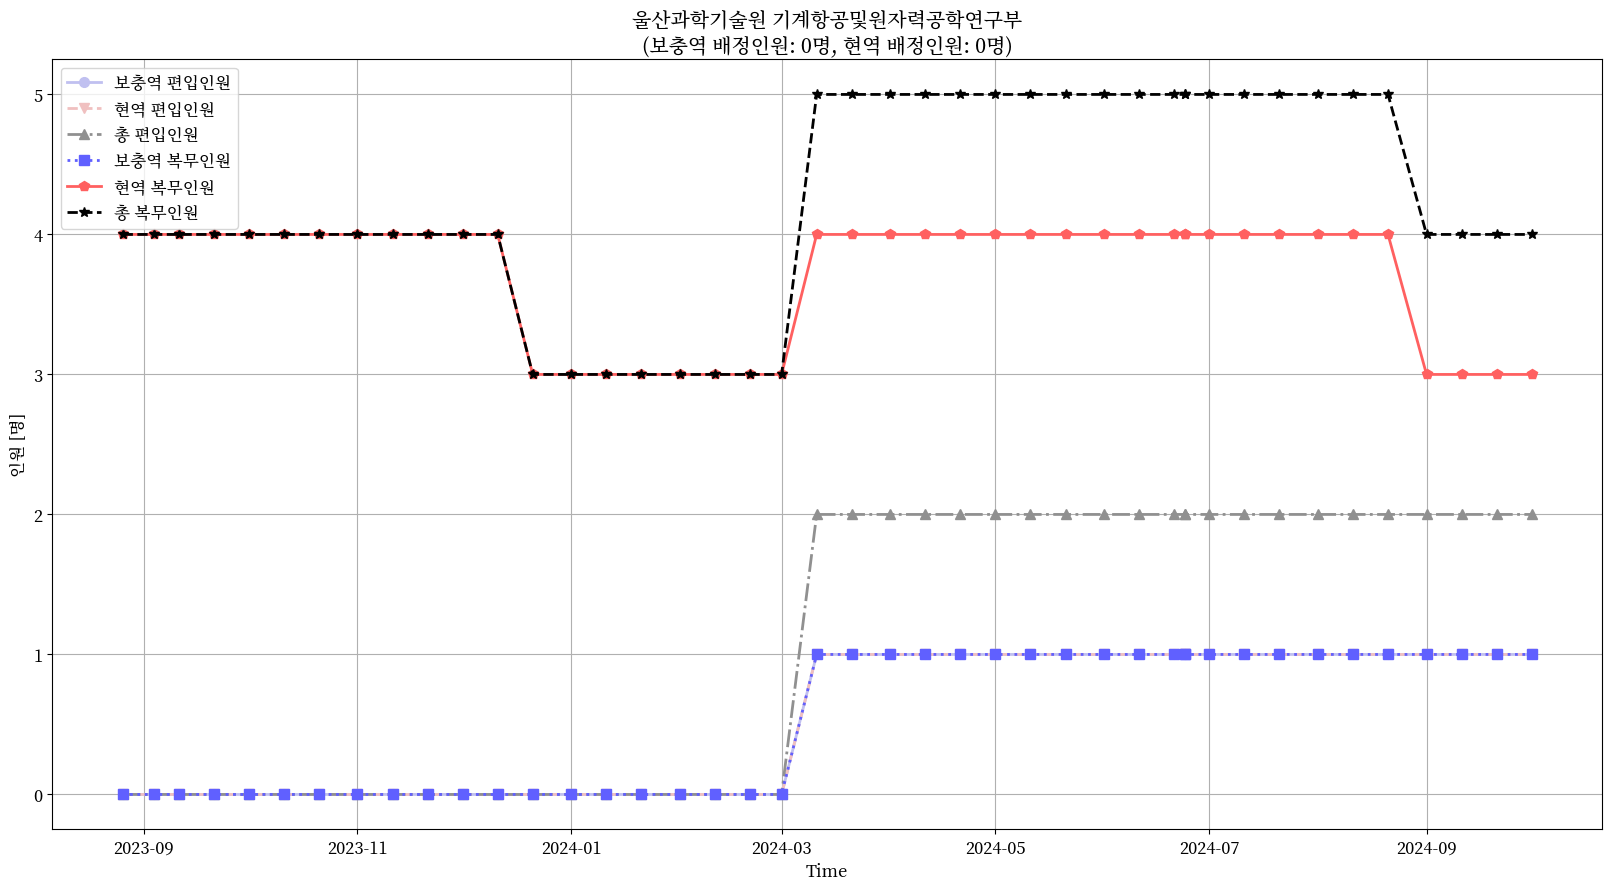 울산과학기술원 기계항공및원자력공학연구부
(보충역 배정인원: 0명, 현역 배정인원: 0명)
보충역 편입인원
현역 편입인원
총 편입인원
보충역 복무인원
현역 복무인원
총 복무인원
5
4
3
2
1
0
인원 [명]
2023-09
2023-11
2024-01
2024-03
2024-05
2024-07
2024-09
Time